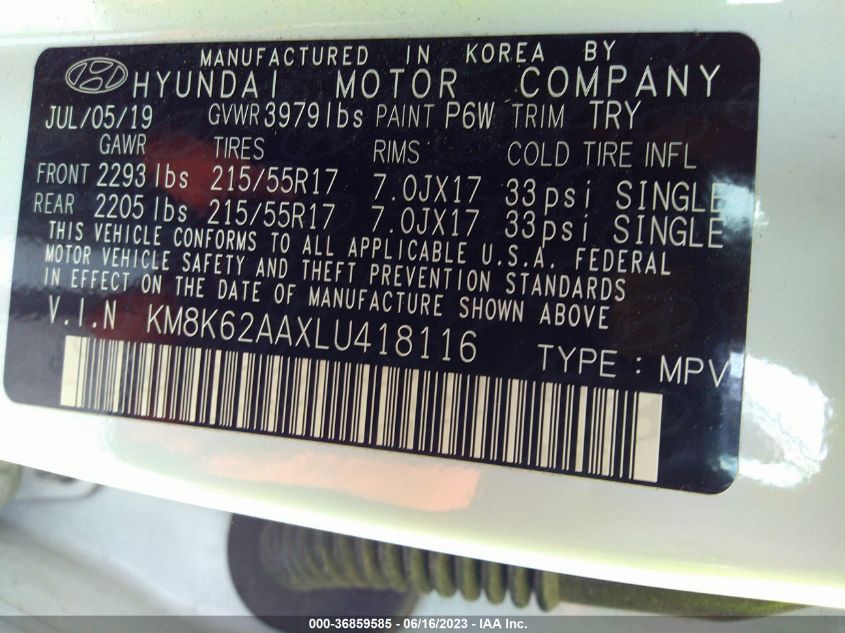 MANUFACTURED IN KOREA BY
HYUNDAI MOTOR COMPANY
JUL/05/19 GVWR 3979lbs PAINT P6W TRIM TRY
GAWR TIRES RIMS COLD TIRE INFL
FRONT 2293lbs 215/55R17 7.0JX17 33psi SINGLE
REAR 2205lbs 215/55R17 7.0JX17 33psi SINGLE
THIS VEHICLE CONFORMS TO ALL APPLICABLE U.S.A. FEDERAL
MOTOR VEHICLE SAFETY AND THEFT PREVENTION STANDARDS
IN EFFECT ON THE DATE OF MANUFACTURE SHOWN ABOVE
V.I.N KM8K62AAXLU418116 TYPE : MPV
000-36859585 - 06/16/2023 - IAA Inc.